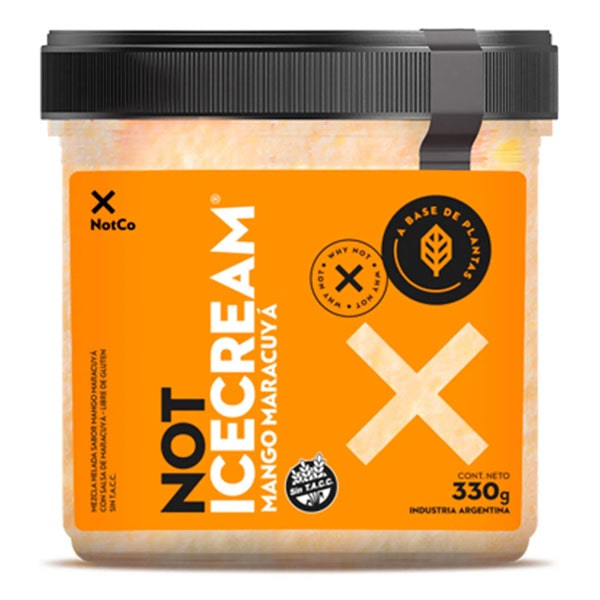 NotCo
NOT
ICECREAM®
MANGO MARACUYÁ
MEZCLA HELADA SABOR MANGO MARACUYÁ
CON SALSA DE MARACUYÁ - LIBRE DE GLUTEN
SIN T.A.C.C.
WHY NOT · WHY NOT · WHY NOT ·
A BASE DE PLANTAS
Sin T.A.C.C.
CONT. NETO
330g
INDUSTRIA ARGENTINA